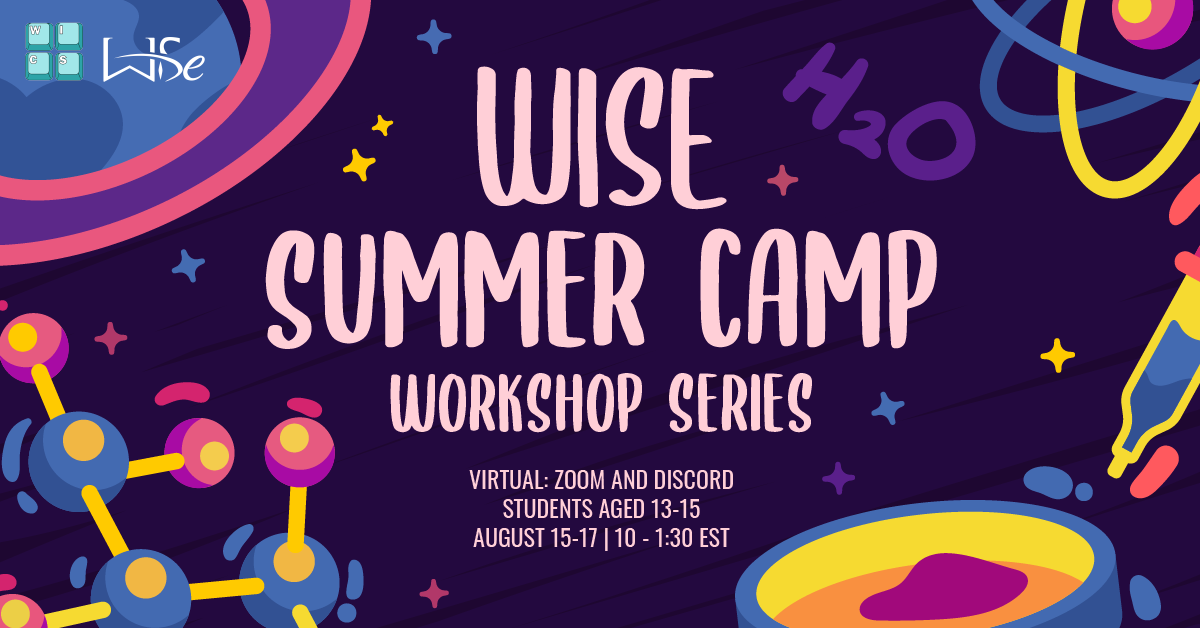 W I
C S
WISe
WISE
H2O
SUMMER CAMP
WORKSHOP SERIES
VIRTUAL: ZOOM AND DISCORD
STUDENTS AGED 13-15
AUGUST 15-17 | 10 - 1:30 EST